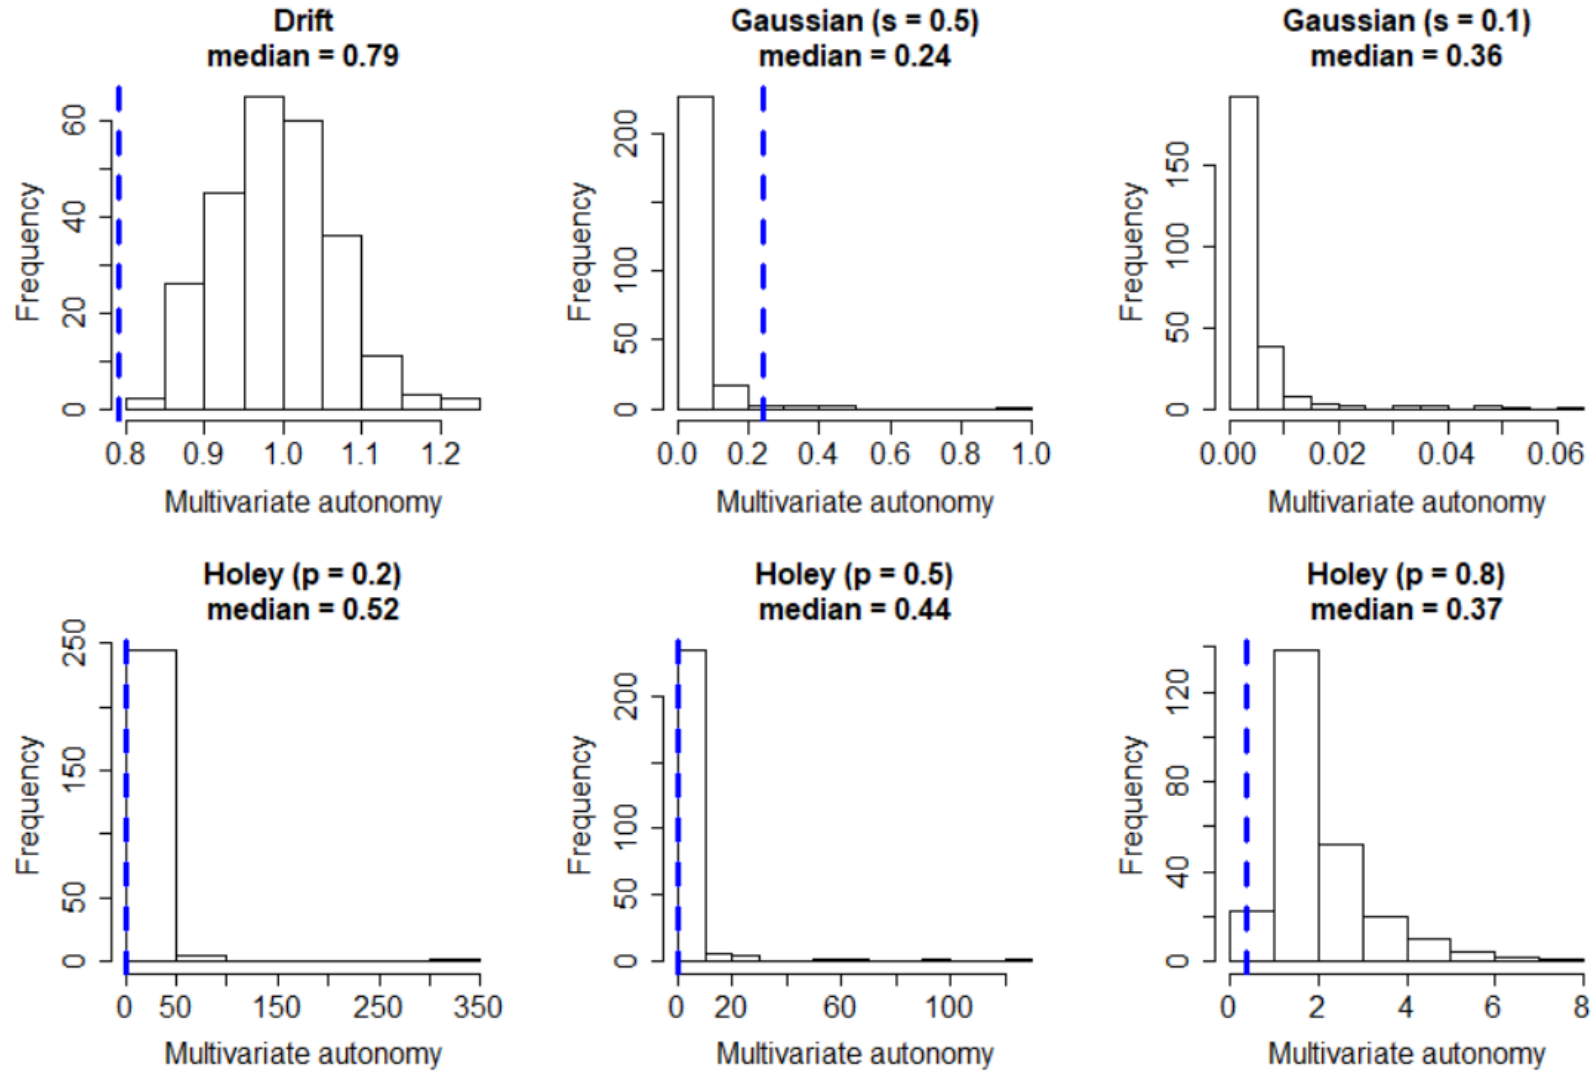 Drift
median = 0.79
Frequency
0 20 40 60
0.8 0.9 1.0 1.1 1.2
Multivariate autonomy
Gaussian (s = 0.5)
median = 0.24
Frequency
0 50 100 200
0.0 0.2 0.4 0.6 0.8 1.0
Multivariate autonomy
Gaussian (s = 0.1)
median = 0.36
Frequency
0 50 100 150
0.00 0.02 0.04 0.06
Multivariate autonomy
Holey (p = 0.2)
median = 0.52
Frequency
0 50 150 250
0 50 150 250 350
Multivariate autonomy
Holey (p = 0.5)
median = 0.44
Frequency
0 50 100 200
0 20 60 100
Multivariate autonomy
Holey (p = 0.8)
median = 0.37
Frequency
0 40 80 120
0 2 4 6 8
Multivariate autonomy